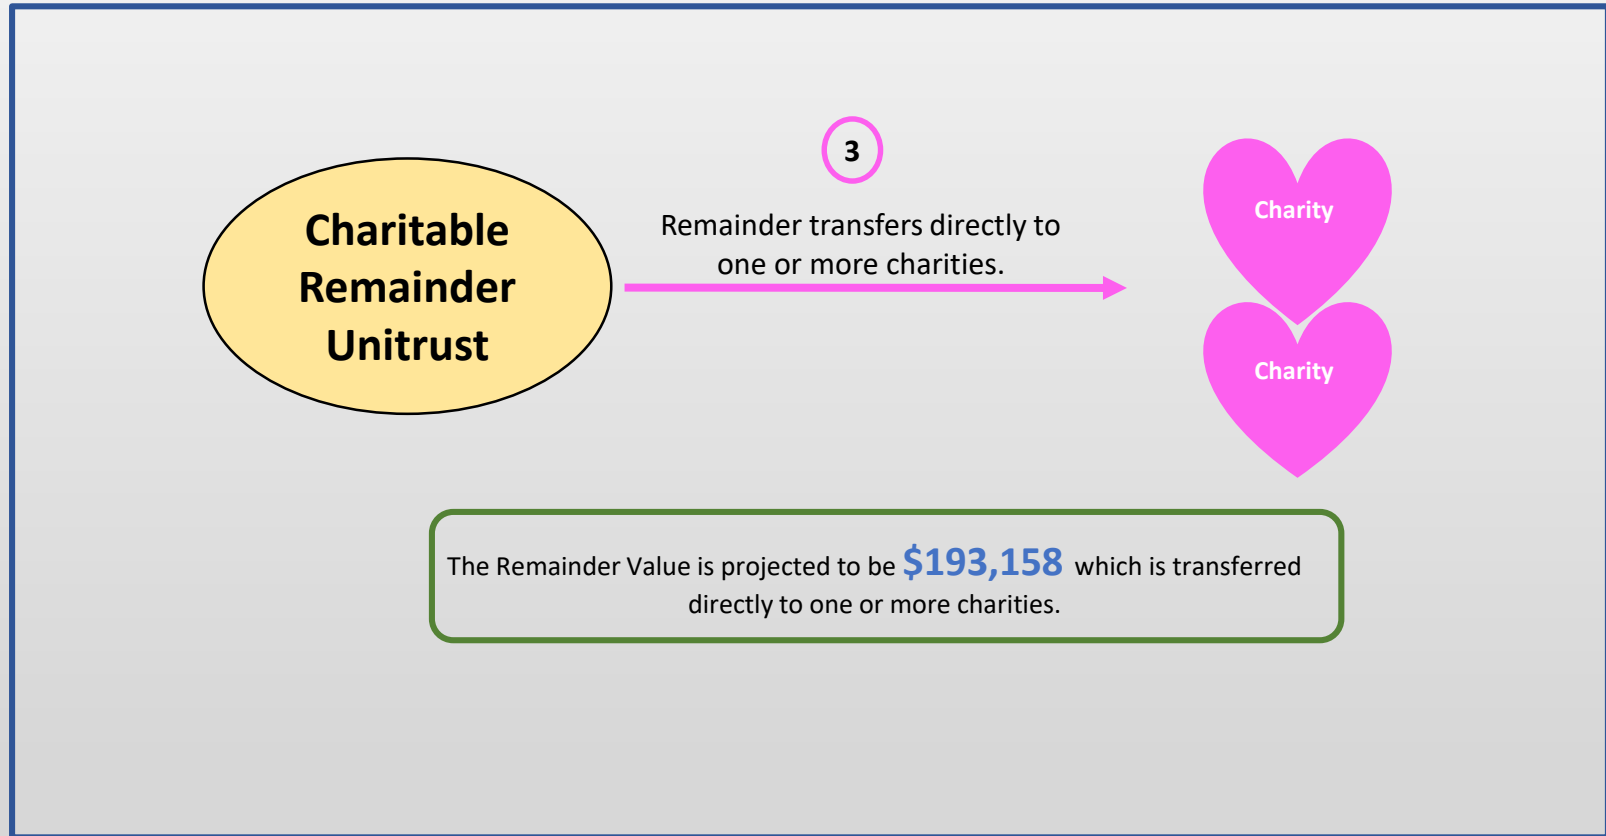 Charitable
Remainder
Unitrust
3
Remainder transfers directly to
one or more charities.
Charity
Charity
The Remainder Value is projected to be $193,158 which is transferred
directly to one or more charities.